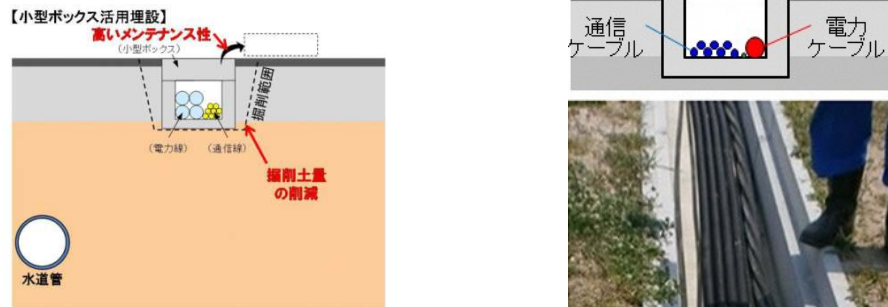 【小型ボックス活用埋設】
高いメンテナンス性
(小型ボックス)
掘削範囲
(電力線)
(通信線)
掘削土量
の削減
水道管
通信
ケーブル
電力
ケーブル